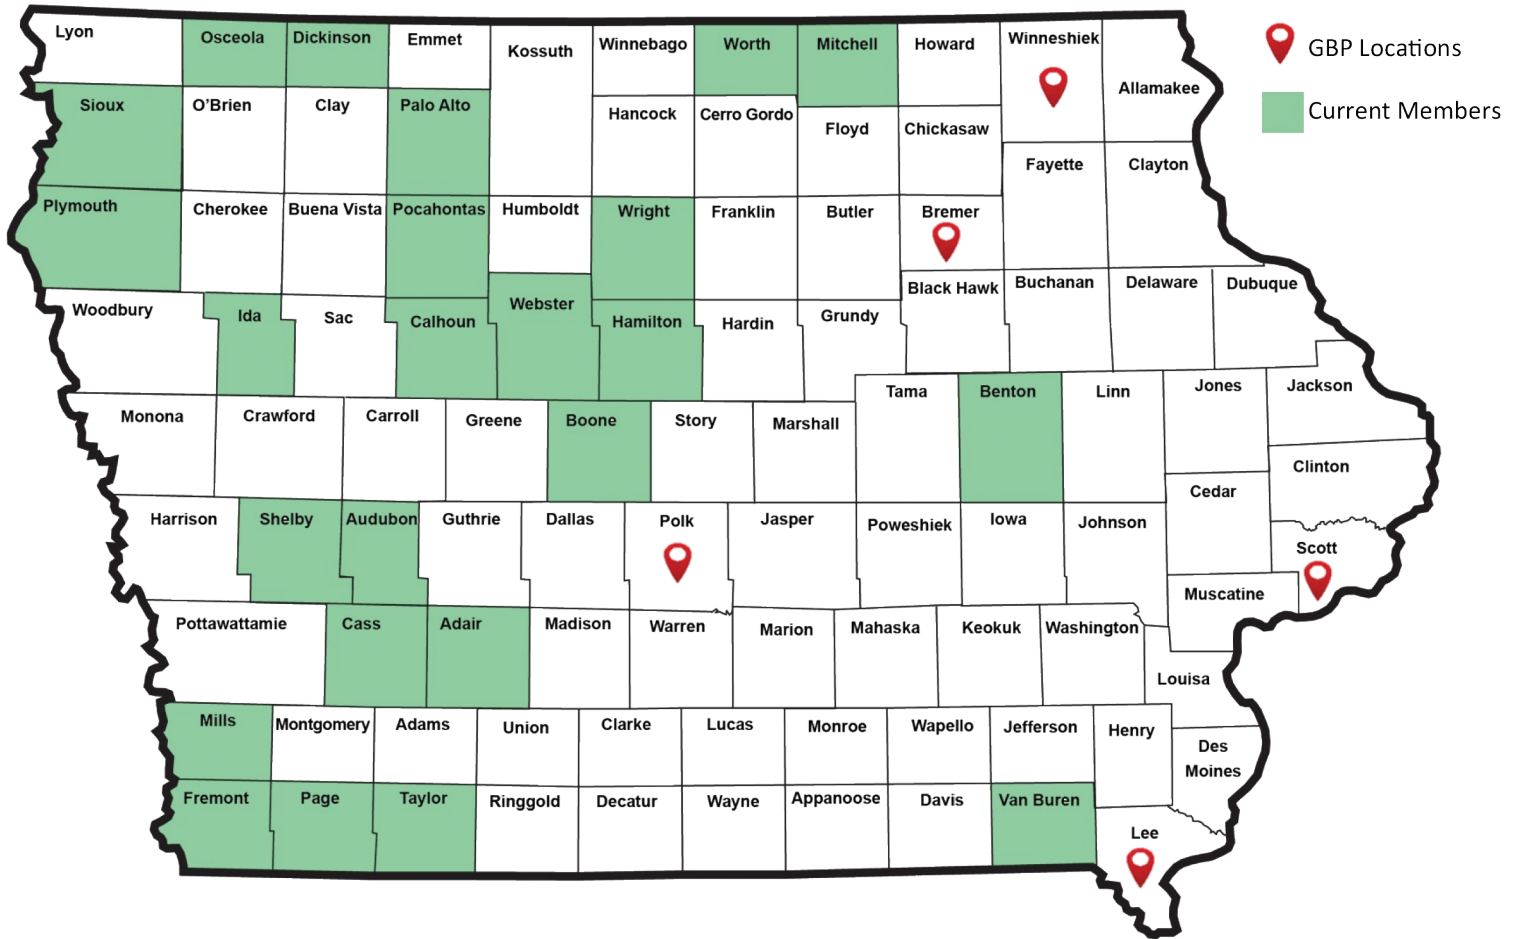 Lyon
Osceola
Dickinson
Emmet
Kossuth
Winnebago
Worth
Mitchell
Howard
Winneshiek
Allamakee
GBP Locations
Current Members
Sioux
O’Brien
Clay
Palo Alto
Hancock
Cerro Gordo
Floyd
Chickasaw
Fayette
Clayton
Plymouth
Cherokee
Buena Vista
Pocahontas
Humboldt
Wright
Franklin
Butler
Bremer
Woodbury
Ida
Sac
Calhoun
Webster
Hamilton
Hardin
Grundy
Black Hawk
Buchanan
Delaware
Dubuque
Monona
Crawford
Carroll
Greene
Boone
Story
Marshall
Tama
Benton
Linn
Jones
Jackson
Clinton
Cedar
Harrison
Shelby
Audubon
Guthrie
Dallas
Polk
Jasper
Poweshiek
Iowa
Johnson
Scott
Muscatine
Pottawattamie
Cass
Adair
Madison
Warren
Marion
Mahaska
Keokuk
Washington
Louisa
Mills
Montgomery
Adams
Union
Clarke
Lucas
Monroe
Wapello
Jefferson
Henry
Des
Moines
Fremont
Page
Taylor
Ringgold
Decatur
Wayne
Appanoose
Davis
Van Buren
Lee